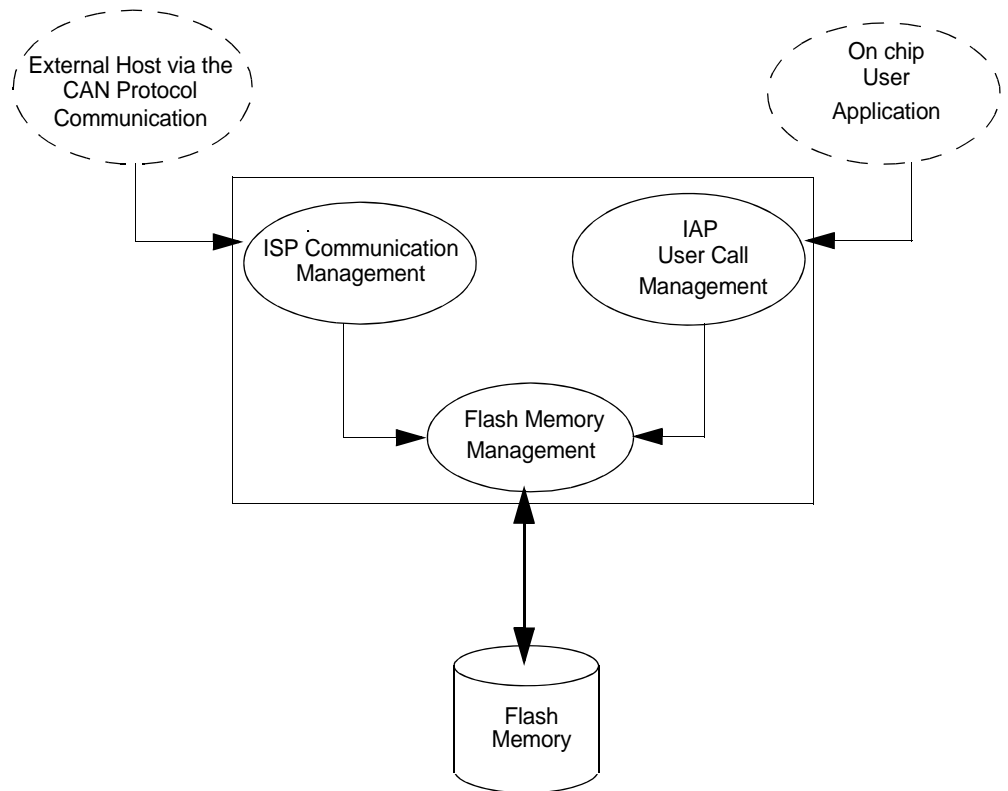 External Host via the
CAN Protocol
Communication
On chip
User
Application
ISP Communication
Management
IAP
User Call
Management
Flash Memory
Management
Flash
Memory